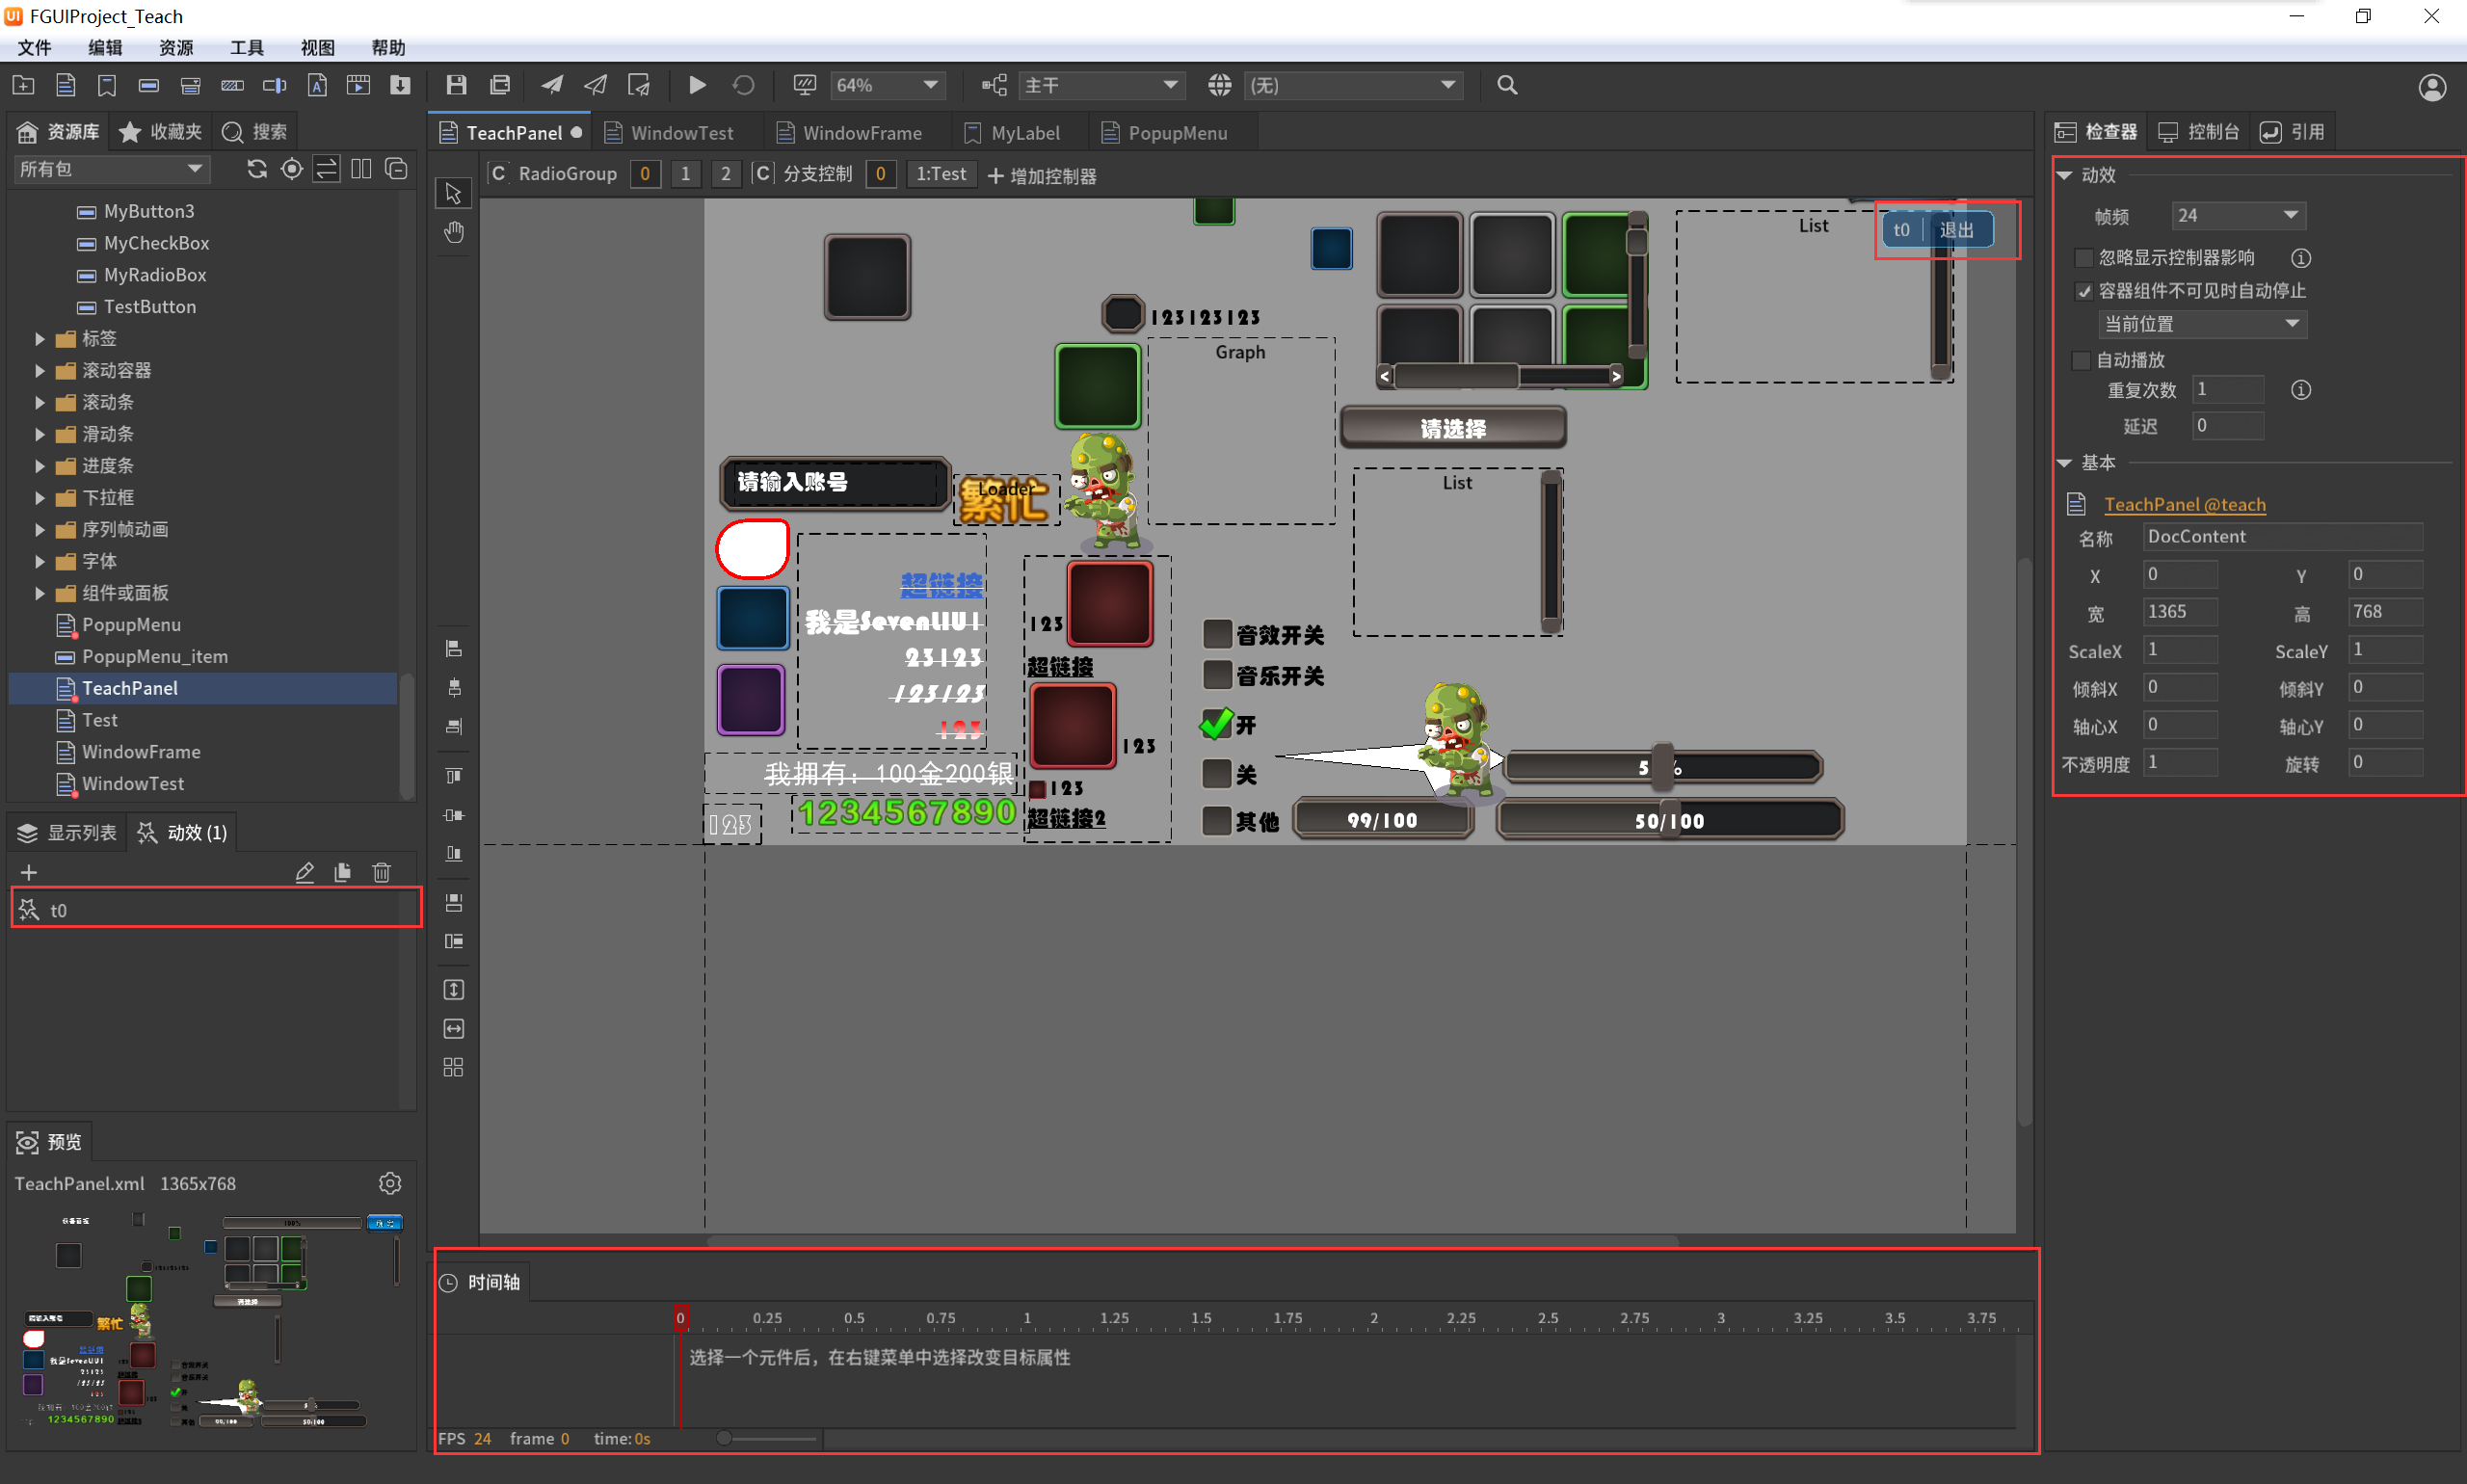 FGUIProject_Teach
文件 编辑 资源 工具 视图 帮助
64% 主干 (无)
资源库 收藏夹 搜索
所有包
MyButton3
MyCheckBox
MyRadioBox
TestButton
标签
滚动容器
滚动条
滑动条
进度条
下拉框
序列帧动画
字体
组件或面板
PopupMenu
PopupMenu_item
TeachPanel
Test
WindowFrame
WindowTest
显示列表 动效 (1)
t0
预览
TeachPanel.xml 1365x768
TeachPanel WindowTest WindowFrame MyLabel PopupMenu
C RadioGroup 0 1 2 C 分支控制 0 1:Test 增加控制器
List
t0 退出
123123123
Graph
请选择
请输入账号
Loader
繁忙
List
超链接
我是SevenUUI
23123
123123
123
123
超链接
123
123
超链接2
我拥有：100金200银
123
1234567890
音效开关
音乐开关
开
关
其他
99/100
50/100
时间轴
0 0.25 0.5 0.75 1 1.25 1.5 1.75 2 2.25 2.5 2.75 3 3.25 3.5 3.75
选择一个元件后，在右键菜单中选择改变目标属性
FPS 24 frame 0 time:0s
检查器 控制台 引用
动效
帧频 24
忽略显示控制器影响
容器组件不可见时自动停止
当前位置
自动播放
重复次数 1
延迟 0
基本
TeachPanel @teach
名称 DocContent
X 0 Y 0
宽 1365 高 768
ScaleX 1 ScaleY 1
倾斜X 0 倾斜Y 0
轴心X 0 轴心Y 0
不透明度 1 旋转 0